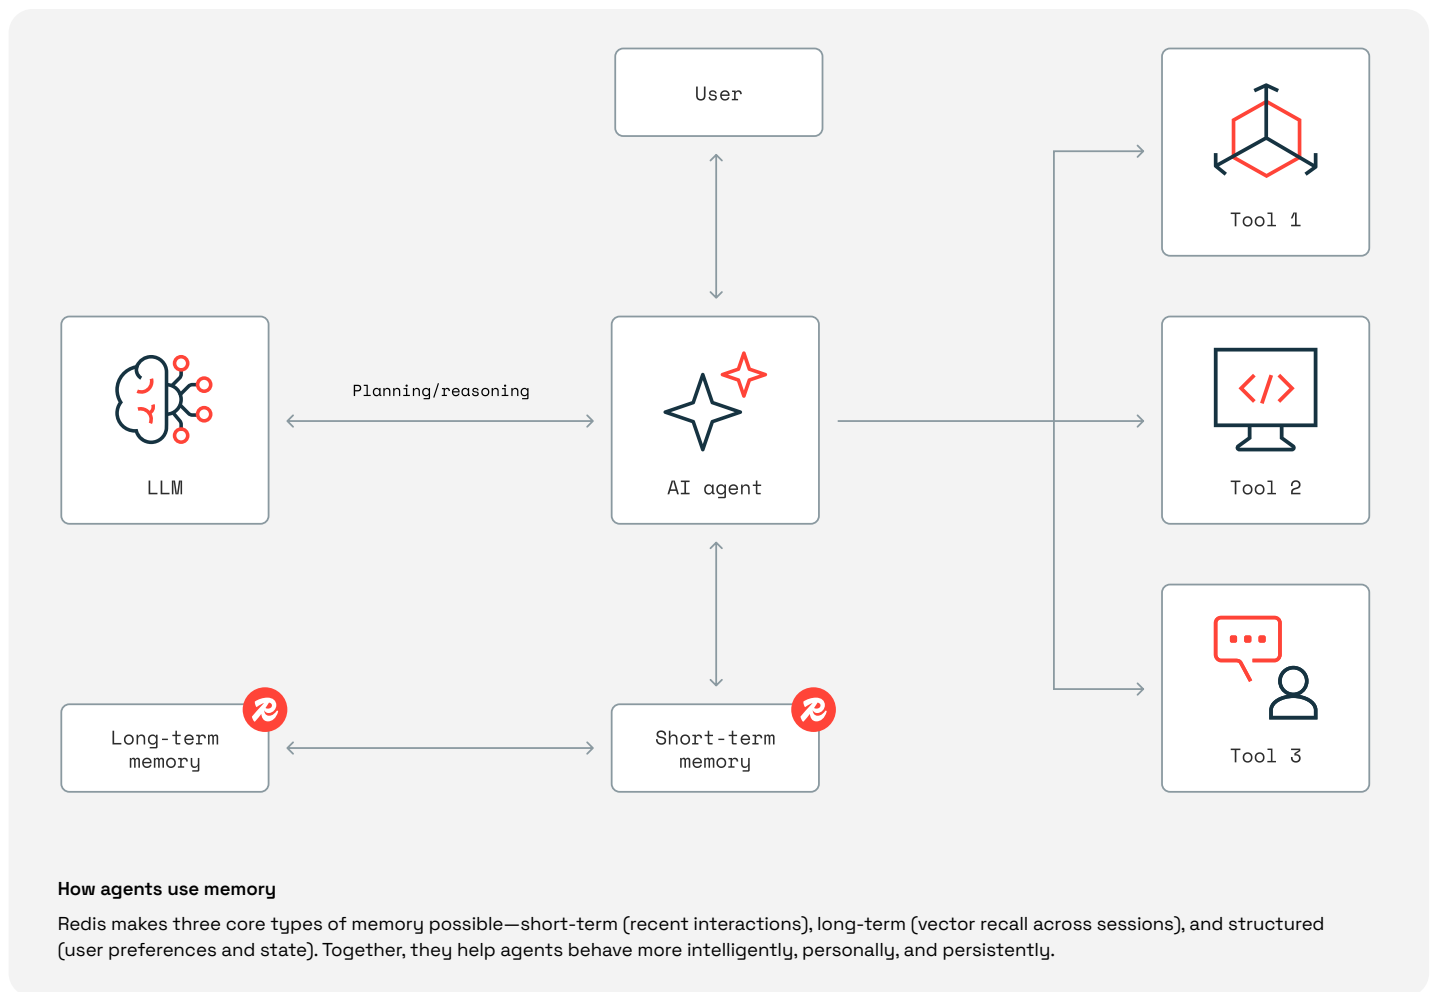 User
Tool 1
Planning/reasoning
LLM
AI agent
Tool 2
Long-term
memory
Short-term
memory
Tool 3
How agents use memory
Redis makes three core types of memory possible—short-term (recent interactions), long-term (vector recall across sessions), and structured
(user preferences and state). Together, they help agents behave more intelligently, personally, and persistently.